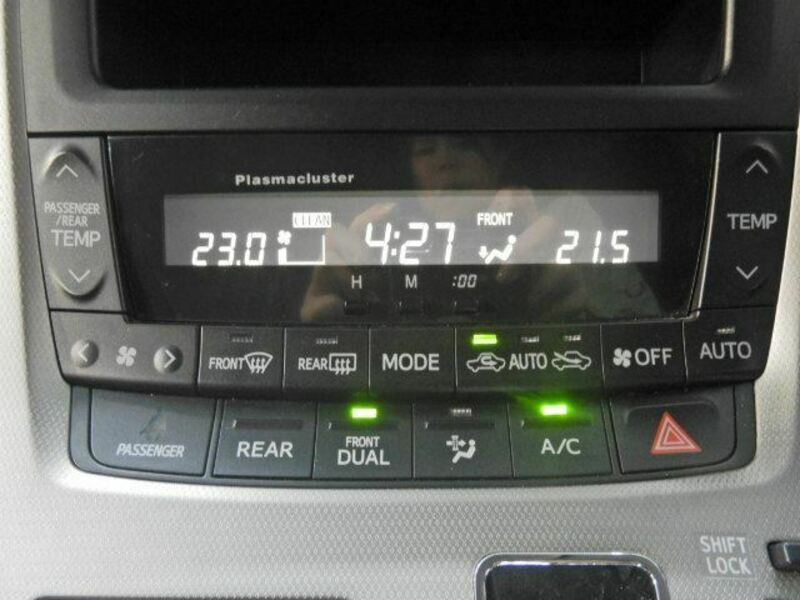 Plasmacluster
PASSENGER
/REAR
TEMP
TEMP
CLEAN
FRONT
23.0
4:27
21.5
H M :00
FRONT
REAR
MODE
AUTO
OFF
AUTO
PASSENGER
REAR
FRONT
DUAL
A/C
SHIFT
LOCK